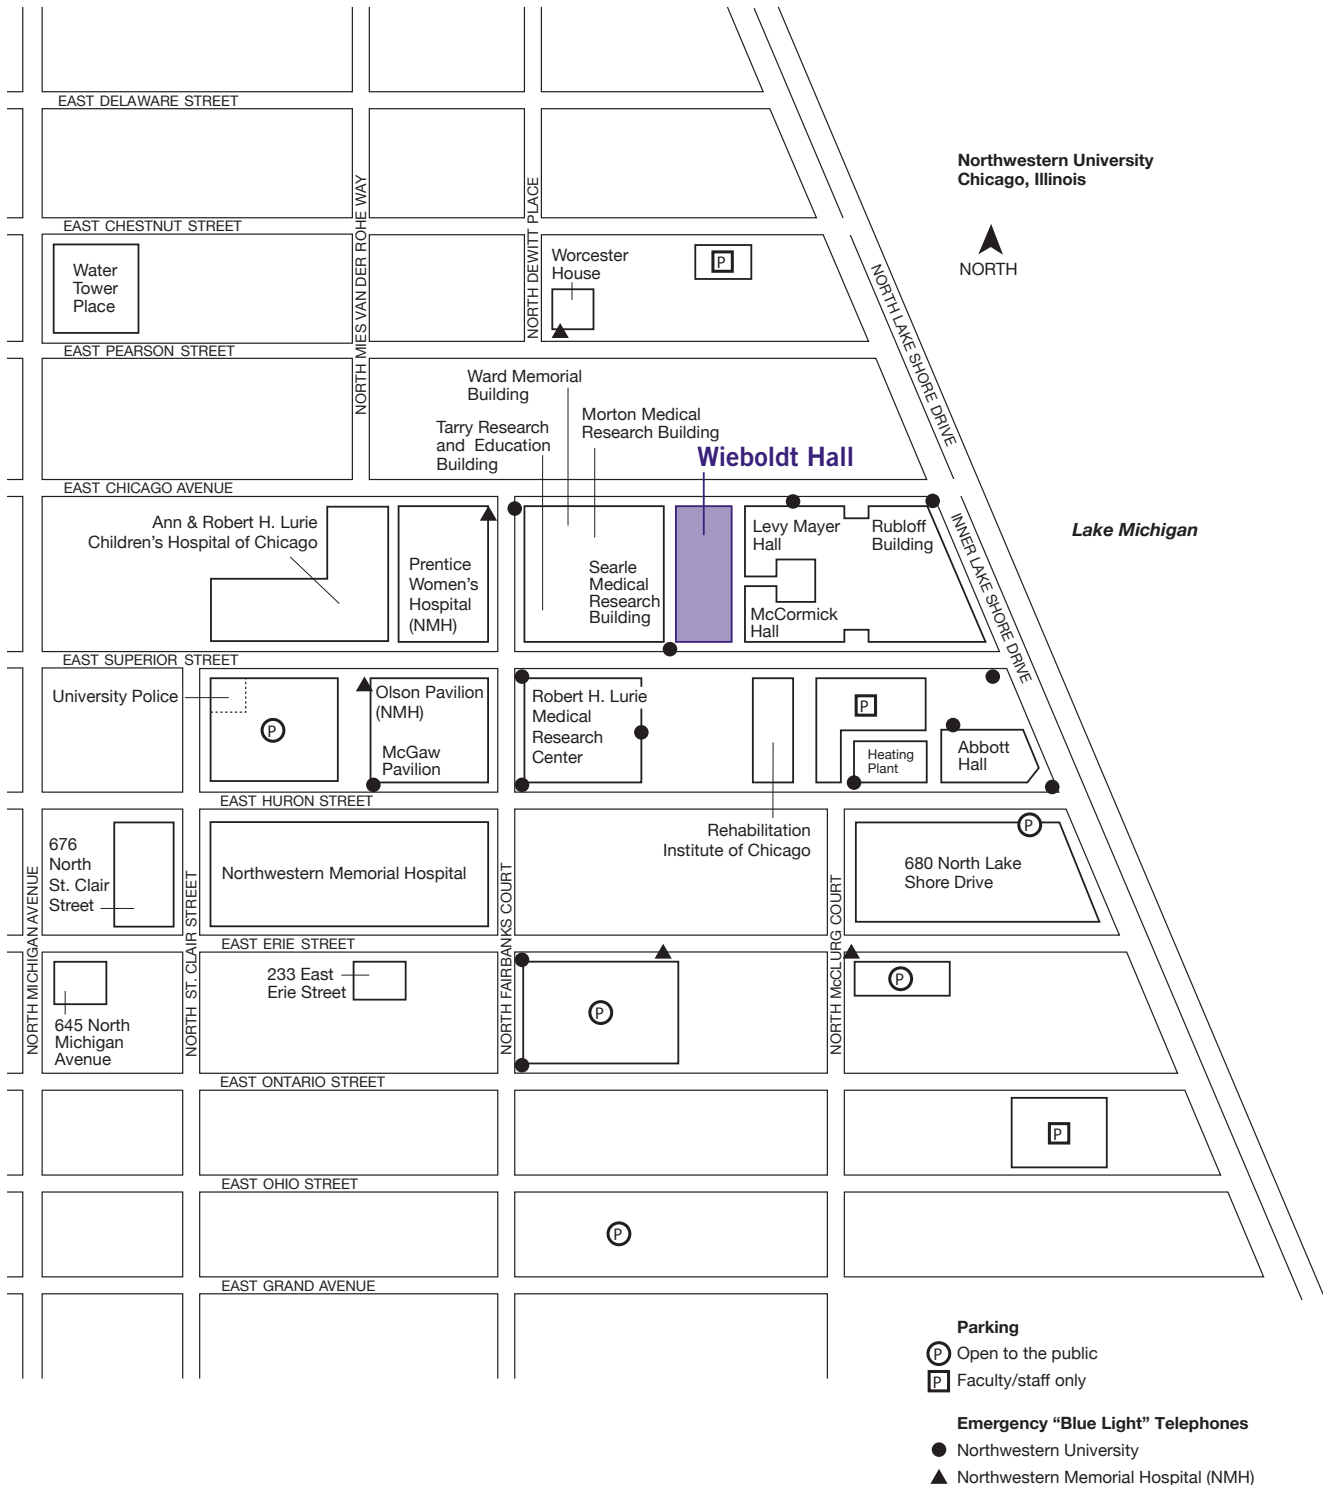 EAST DELAWARE STREET
Northwestern University
Chicago, Illinois
NORTH
NORTH MIES VAN DER ROHE WAY
NORTH DEWITT PLACE
EAST CHESTNUT STREET
Water
Tower
Place
Worcester
House
P
NORTH LAKE SHORE DRIVE
EAST PEARSON STREET
Ward Memorial
Building
Tarry Research
and Education
Building
Morton Medical
Research Building
Wieboldt Hall
EAST CHICAGO AVENUE
Ann & Robert H. Lurie
Children's Hospital of Chicago
Prentice
Women's
Hospital
(NMH)
Searle
Medical
Research
Building
Levy Mayer
Hall
Rubloff
Building
McCormick
Hall
INNER LAKE SHORE DRIVE
Lake Michigan
EAST SUPERIOR STREET
University Police
P
Olson Pavilion
(NMH)
McGaw
Pavilion
Robert H. Lurie
Medical
Research
Center
P
Heating
Plant
Abbott
Hall
EAST HURON STREET
676
North
St. Clair
Street
Northwestern Memorial Hospital
Rehabilitation
Institute of Chicago
P
680 North Lake
Shore Drive
NORTH MICHIGAN AVENUE
NORTH ST. CLAIR STREET
NORTH FAIRBANKS COURT
NORTH McCLURG COURT
EAST ERIE STREET
233 East
Erie Street
645 North
Michigan
Avenue
P
P
EAST ONTARIO STREET
P
EAST OHIO STREET
P
EAST GRAND AVENUE
Parking
P Open to the public
P Faculty/staff only
Emergency “Blue Light” Telephones
Northwestern University
Northwestern Memorial Hospital (NMH)